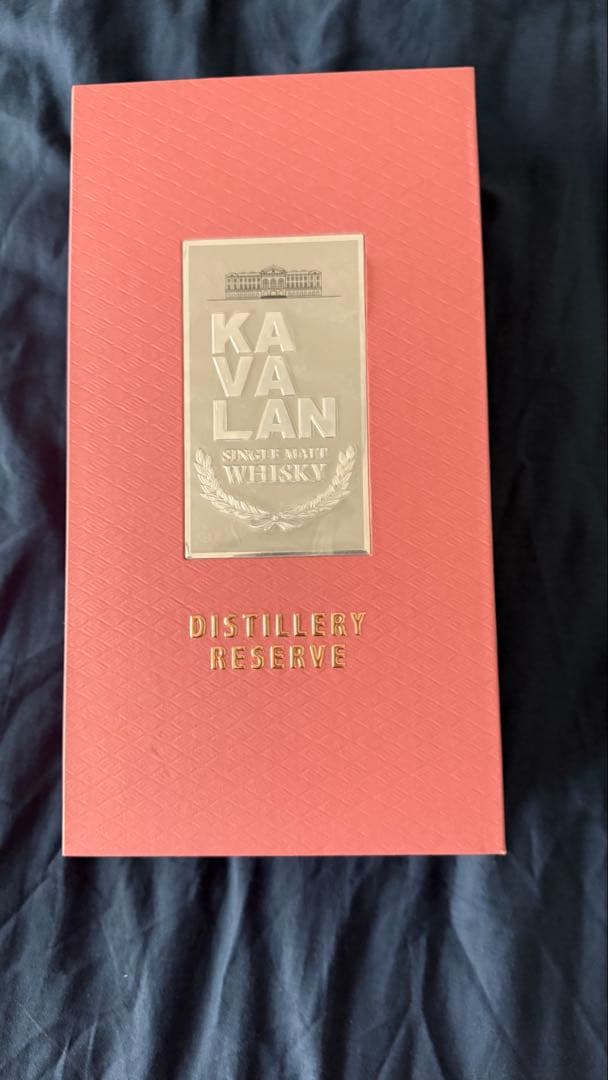 KA
VA
LAN
SINGLE MALT
WHISKY
DISTILLERY
RESERVE